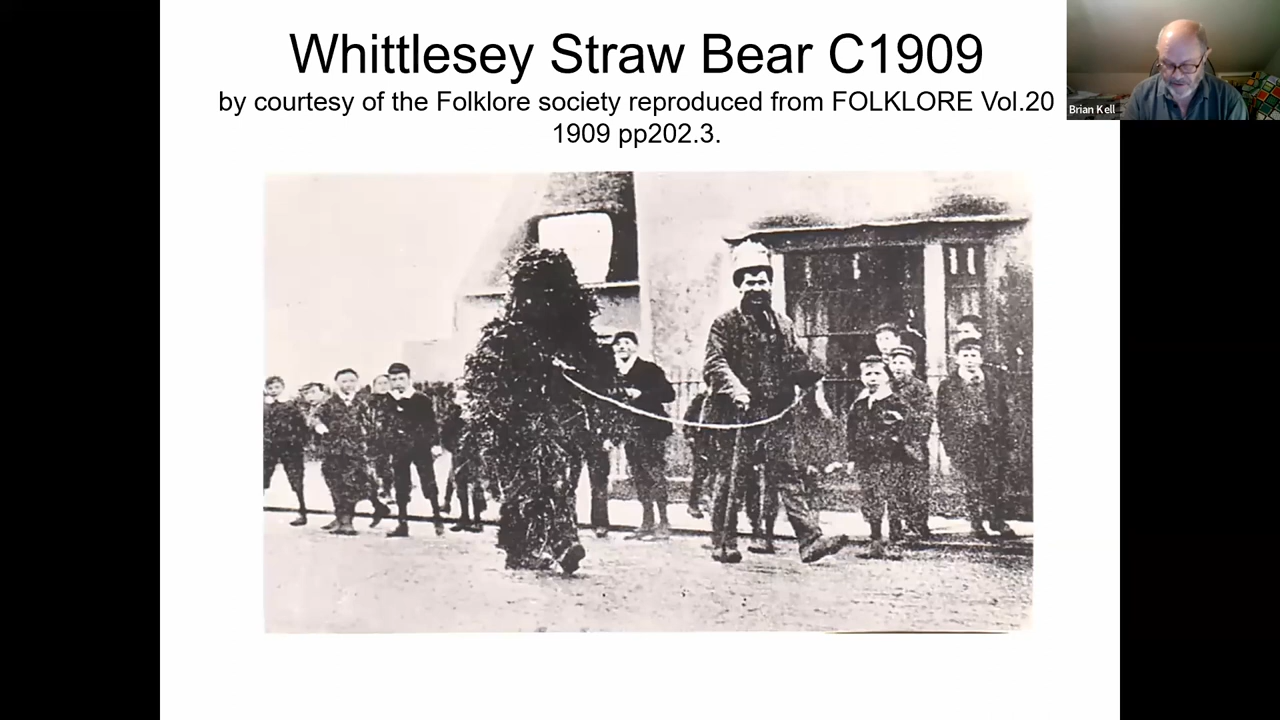 Whittlesey Straw Bear C1909
by courtesy of the Folklore society reproduced from FOLKLORE Vol.20
1909 pp202.3.
Brian Kell